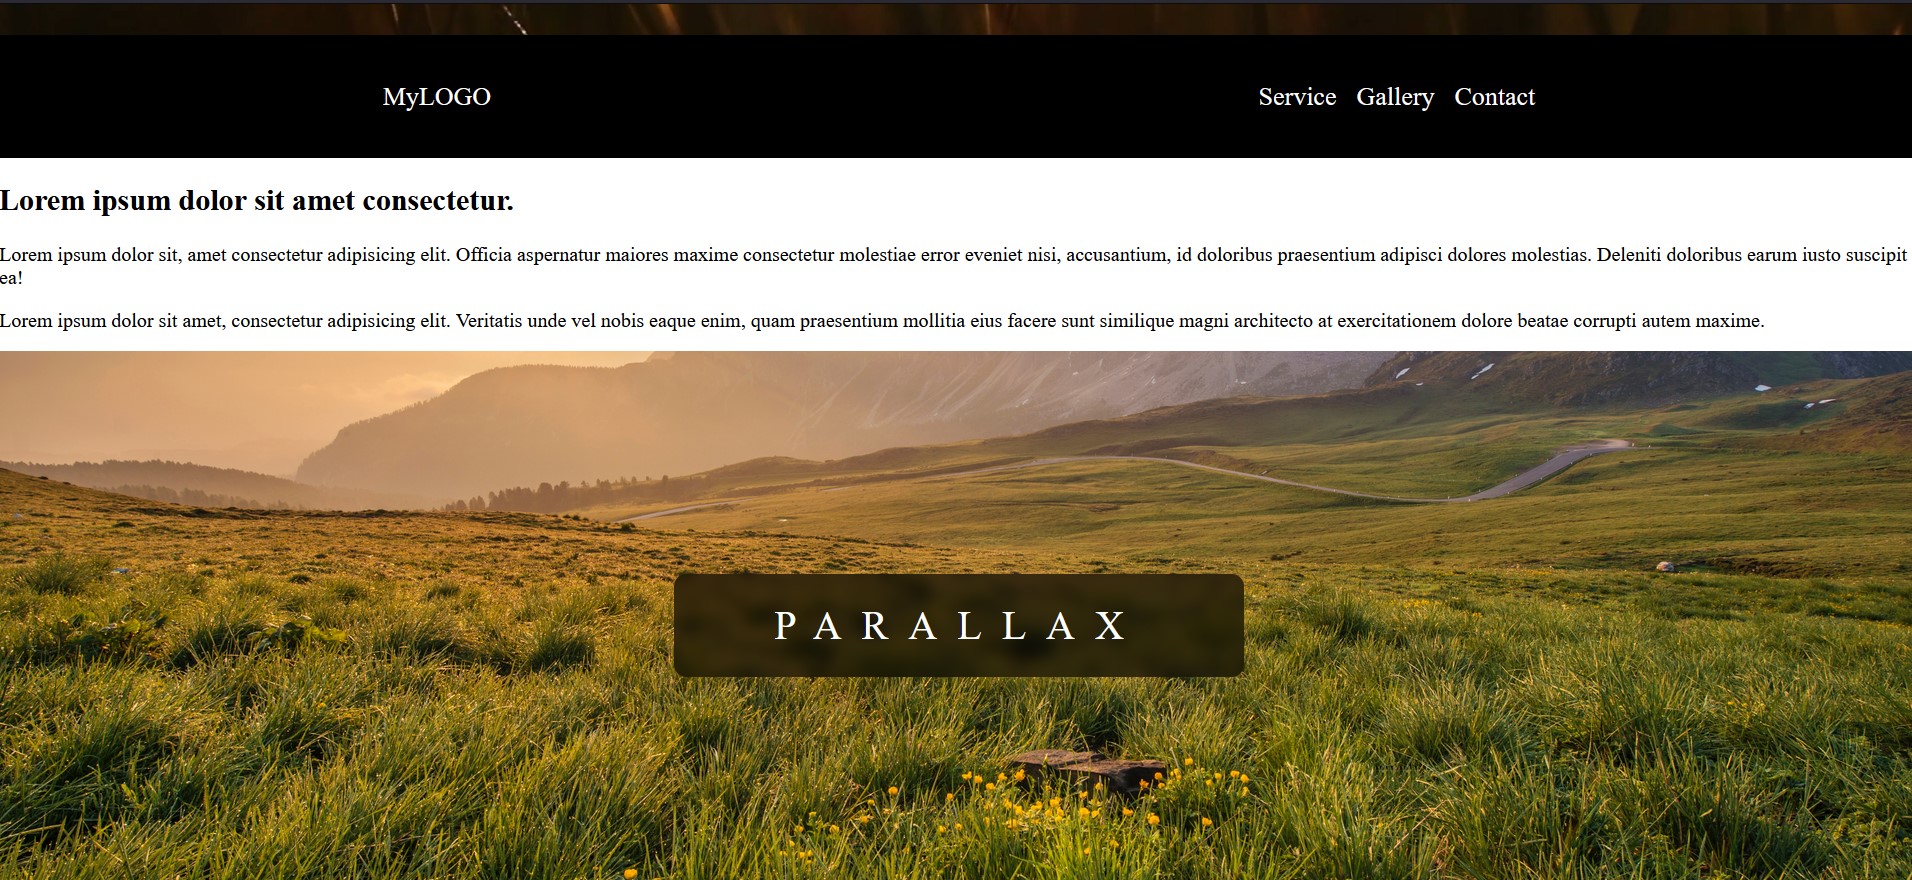 MyLOGO
Service Gallery Contact
Lorem ipsum dolor sit amet consectetur.
Lorem ipsum dolor sit, amet consectetur adipisicing elit. Officia aspernatur maiores maxime consectetur molestiae error eveniet nisi, accusantium, id doloribus praesentium adipisci dolores molestias. Deleniti doloribus earum iusto suscipit
ea!
Lorem ipsum dolor sit amet, consectetur adipisicing elit. Veritatis unde vel nobis eaque enim, quam praesentium mollitia eius facere sunt similique magni architecto at exercitationem dolore beatae corrupti autem maxime.
PARALLAX